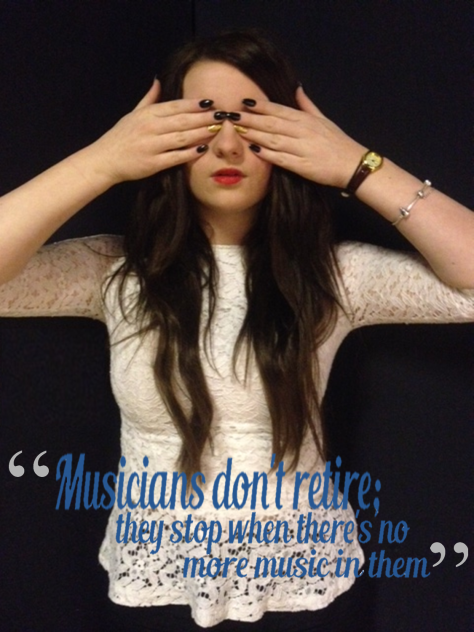 “Musicians don't retire;
they stop when there's no
more music in them”